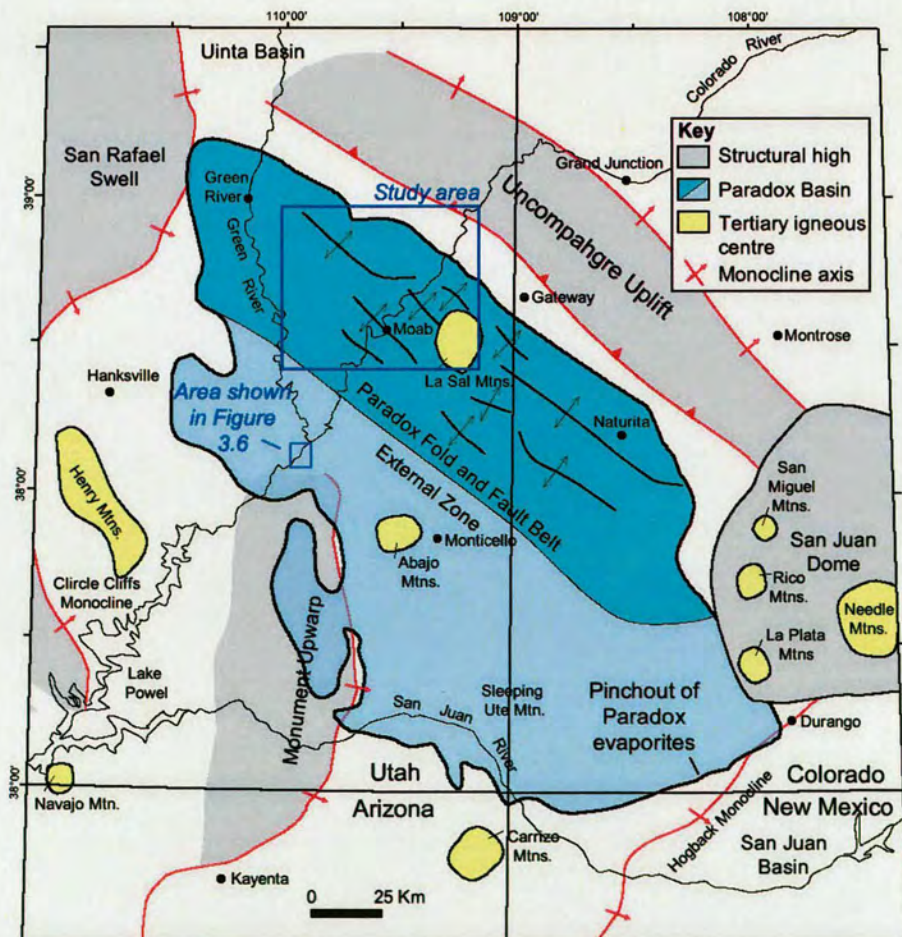 110°00'
109°00'
108°00'
Uinta Basin
Colorado River
San Rafael
Swell
39°00'
Green
River
Study area
Grand Junction
Key
Structural high
Paradox Basin
Tertiary igneous
centre
Monocline axis
Green River
Uncompahgre Uplift
Gateway
Moab
Montrose
La Sal Mtns.
Hanksville
Area shown
in Figure
3.6
Paradox Fold and Fault Belt
External Zone
Naturita
38°00'
Henry Mtns.
San
Miguel
Mtns.
San Juan
Dome
Monticello
Abajo
Mtns.
Rico
Mtns.
Needle
Mtns.
Clircle Cliffs
Monocline
La Plata
Mtns
Lake
Powel
Monument Upwarp
San Juan River
Sleeping
Ute Mtn.
Pinchout of
Paradox
evaporites
Durango
38°00'
Navajo Mtn.
Utah
Arizona
Colorado
New Mexico
Hogback Monocline
San Juan
Basin
Carrizo
Mtns.
Kayenta
0 25 Km